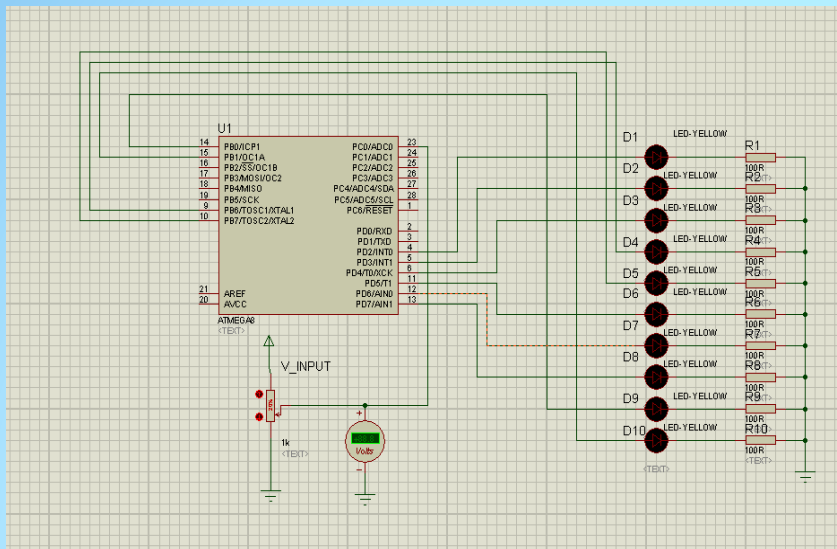 U1
14 PB0/ICP1 PC0/ADC0 23
15 PB1/OC1A PC1/ADC1 24
16 PB2/SS/OC1B PC2/ADC2 25
17 PB3/MOSI/OC2 PC3/ADC3 26
18 PB4/MISO PC4/ADC4/SDA 27
19 PB5/SCK PC5/ADC5/SCL 28
9 PB6/TOSC1/XTAL1 PC6/RESET 1
10 PB7/TOSC2/XTAL2
PD0/RXD 2
PD1/TXD 3
PD2/INT0 4
PD3/INT1 5
PD4/T0/XCK 6
PD5/T1 11
21 AREF PD6/AIN0 12
20 AVCC PD7/AIN1 13
ATMEGA8
<TEXT>
V_INPUT
1k
<TEXT>
+
Volts
-
D1 LED-YELLOW R1
100R
D2 R2
LED-YELLOW 100R
D3 R3
LED-YELLOW 100R
D4 R4
LED-YELLOW 100R
D5 R5
LED-YELLOW 100R
D6 R6
LED-YELLOW 100R
D7 R7
LED-YELLOW 100R
D8 R8
LED-YELLOW 100R
D9 R9
LED-YELLOW 100R
D10 R10
100R
<TEXT> <TEXT>